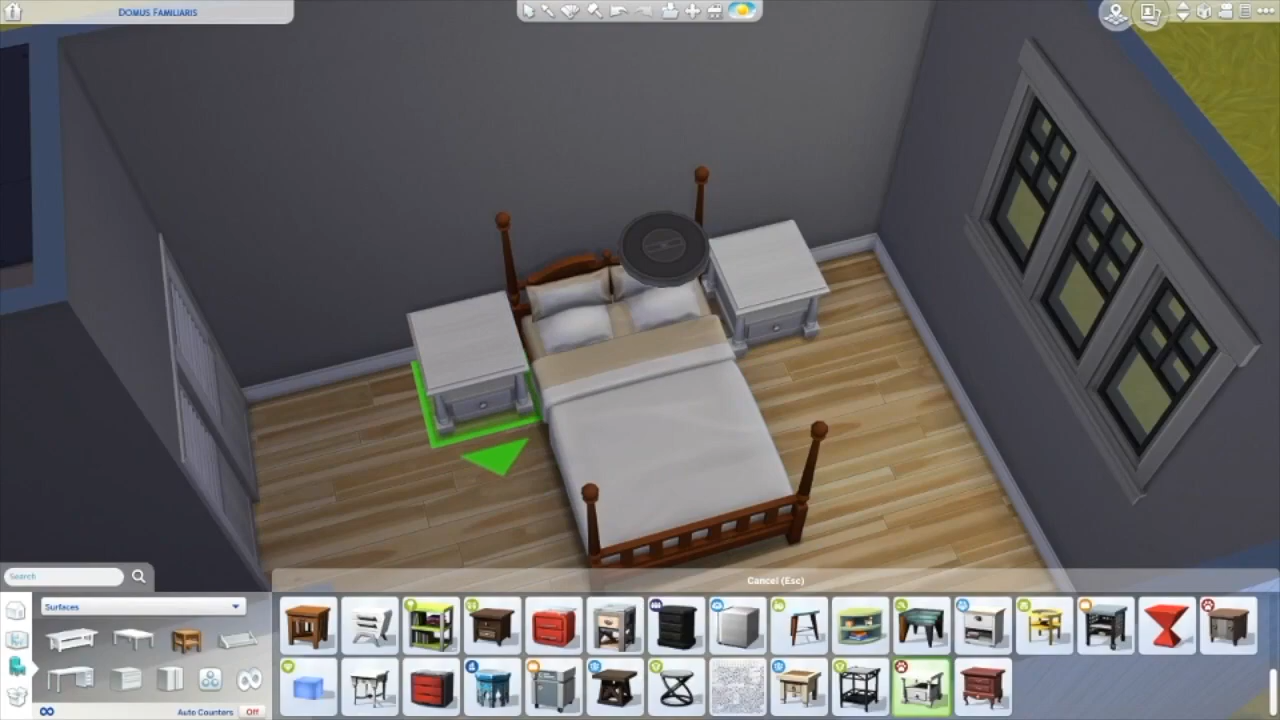 DOMUS FAMILIARIS
Cancel (Esc)
Search
Surfaces
Auto Counters Off